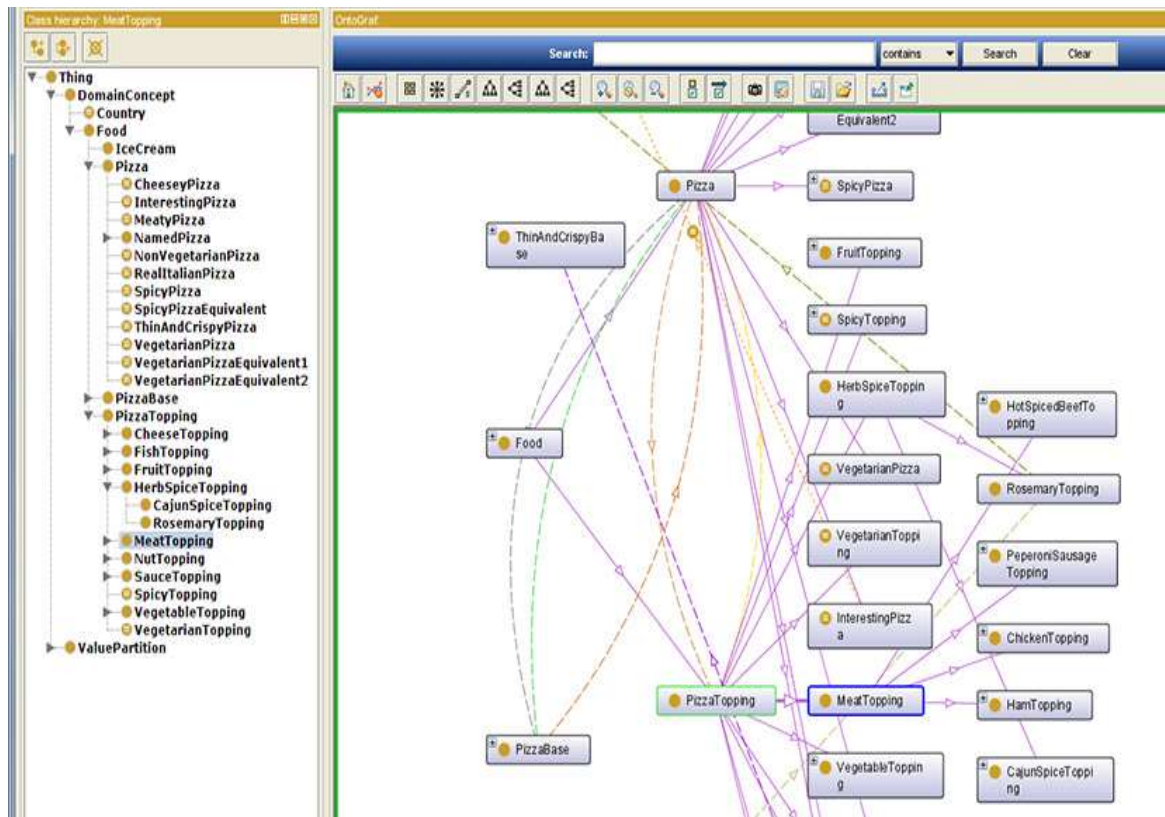 Class hierarchy: MeatTopping
Thing
DomainConcept
Country
Food
IceCream
Pizza
CheeseyPizza
InterestingPizza
MeatyPizza
NamedPizza
NonVegetarianPizza
RealItalianPizza
SpicyPizza
SpicyPizzaEquivalent
ThinAndCrispyPizza
VegetarianPizza
VegetarianPizzaEquivalent1
VegetarianPizzaEquivalent2
PizzaBase
PizzaTopping
CheeseTopping
FishTopping
FruitTopping
HerbSpiceTopping
CajunSpiceTopping
RosemaryTopping
MeatTopping
NutTopping
SauceTopping
SpicyTopping
VegetableTopping
VegetarianTopping
ValuePartition
OntoGraf
Search: contains Search Clear
Equivalent2
Pizza
SpicyPizza
ThinAndCrispyBa
se
FruitTopping
SpicyTopping
HerbSpiceToppin
g
HotSpicedBeefTo
pping
Food
VegetarianPizza
RosemaryTopping
VegetarianToppi
ng
PeperoniSausage
Topping
InterestingPizz
a
ChickenTopping
PizzaTopping
MeatTopping
HamTopping
PizzaBase
VegetableToppin
g
CajunSpiceToppi
ng